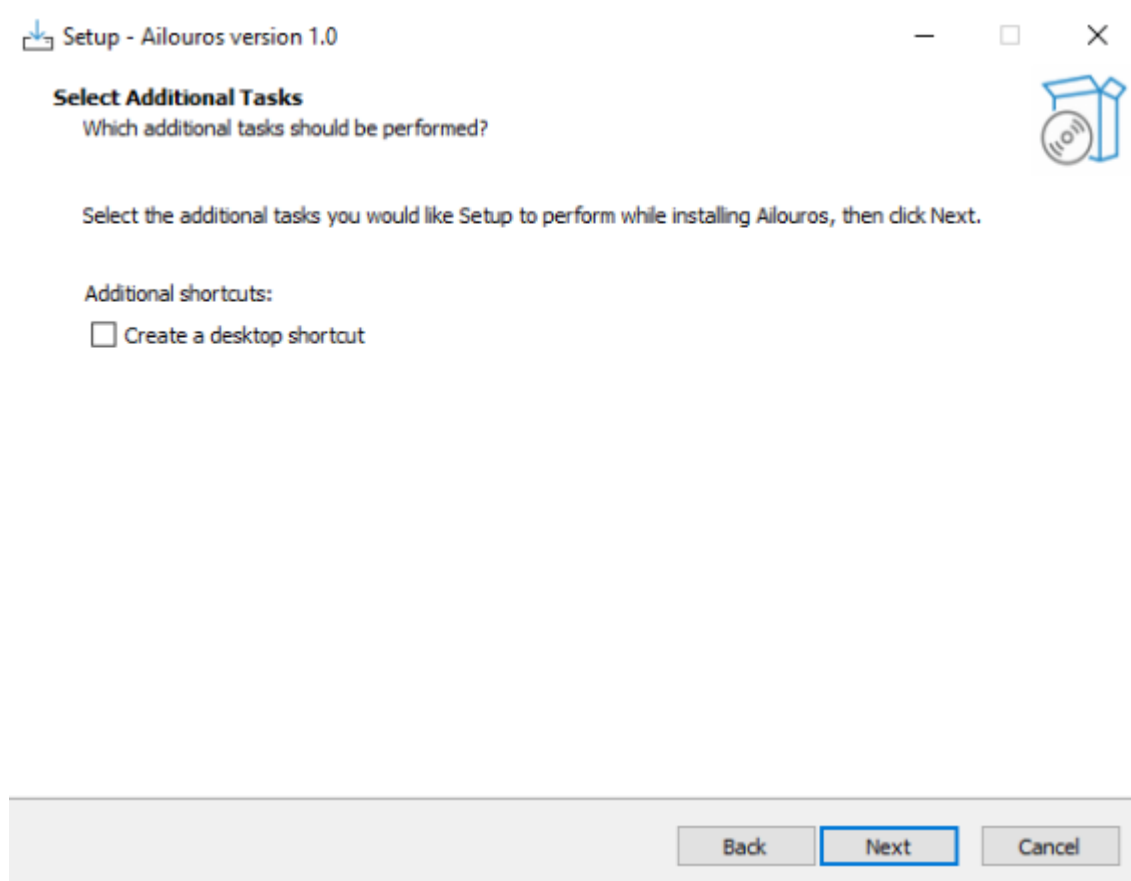 Setup - Ailouros version 1.0
Select Additional Tasks
Which additional tasks should be performed?
Select the additional tasks you would like Setup to perform while installing Ailouros, then click Next.
Additional shortcuts:
Create a desktop shortcut
Back Next Cancel